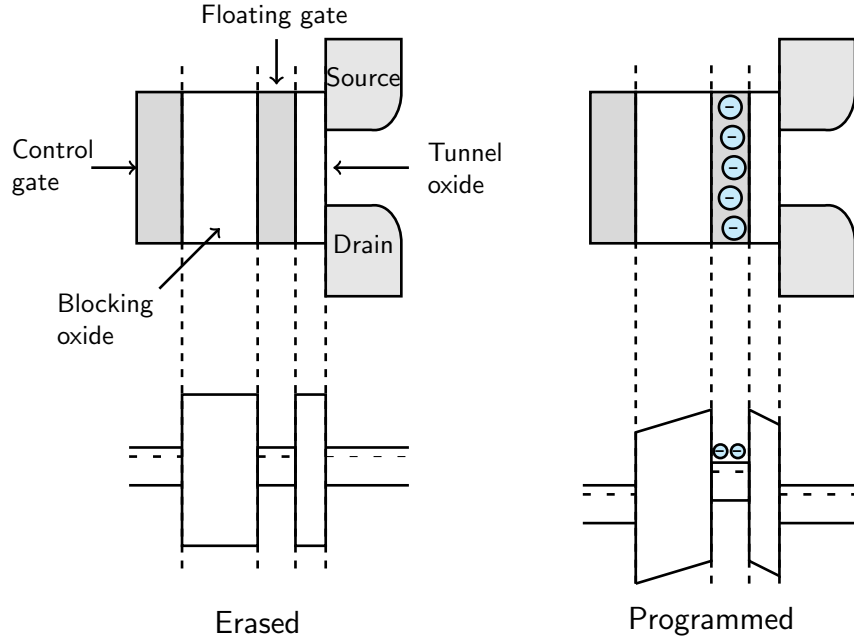 Floating gate
Source
Control
gate
Tunnel
oxide
Drain
Blocking
oxide
Erased
Programmed